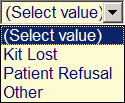 (Select value)
(Select value)
Kit Lost
Patient Refusal
Other